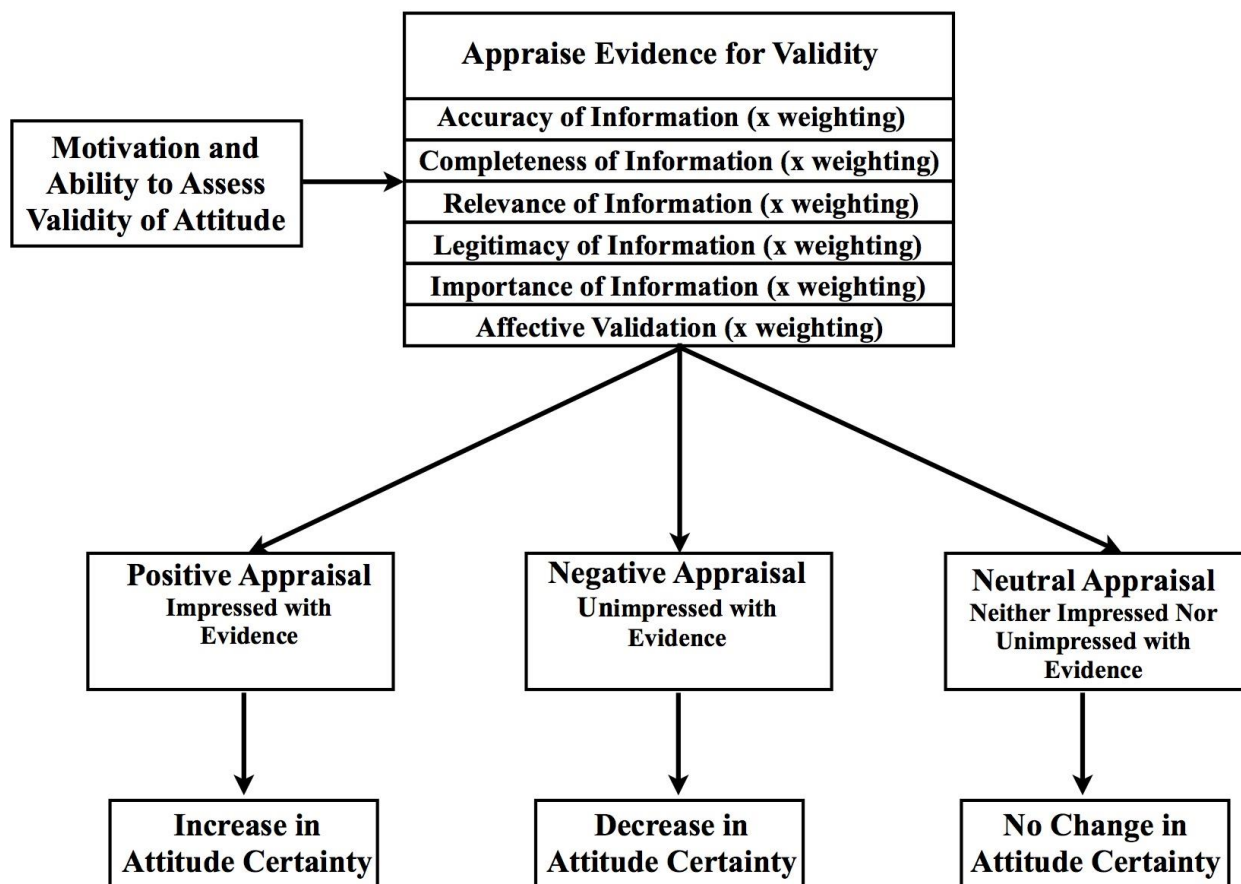 Appraise Evidence for Validity
Accuracy of Information (x weighting)
Completeness of Information (x weighting)
Relevance of Information (x weighting)
Legitimacy of Information (x weighting)
Importance of Information (x weighting)
Affective Validation (x weighting)
Motivation and
Ability to Assess
Validity of Attitude
Positive Appraisal
Impressed with
Evidence
Negative Appraisal
Unimpressed with
Evidence
Neutral Appraisal
Neither Impressed Nor
Unimpressed with
Evidence
Increase in
Attitude Certainty
Decrease in
Attitude Certainty
No Change in
Attitude Certainty